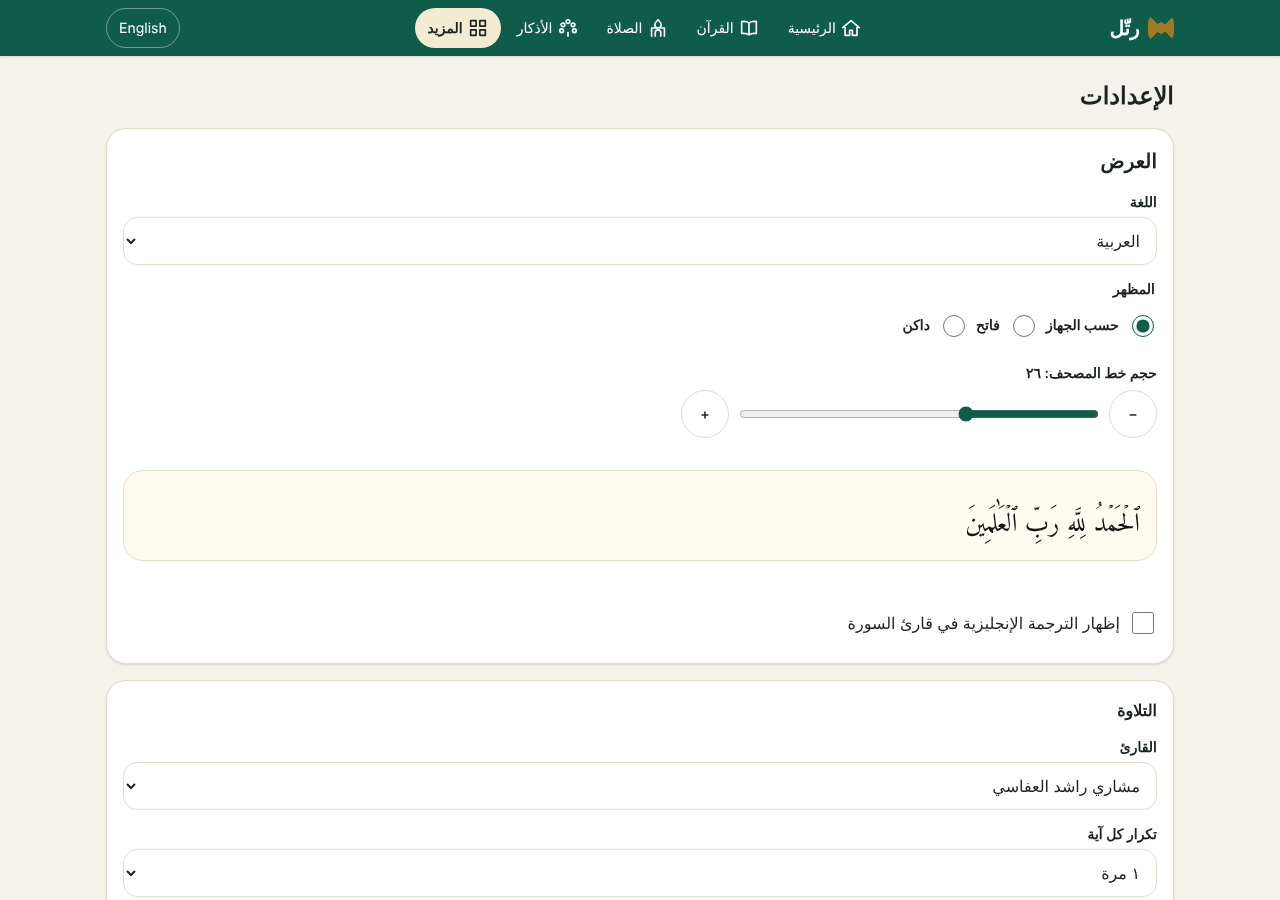 رتّل
الرئيسية
القرآن
الصلاة
الأذكار
المزيد
English
الإعدادات
العرض
اللغة
العربية
المظهر
حسب الجهاز
فاتح
داكن
حجم خط المصحف: ٢٦
−
+
ٱلْحَمْدُ لِلَّهِ رَبِّ ٱلْعَٰلَمِينَ
إظهار الترجمة الإنجليزية في قارئ السورة
التلاوة
القارئ
مشاري راشد العفاسي
تكرار كل آية
١ مرة